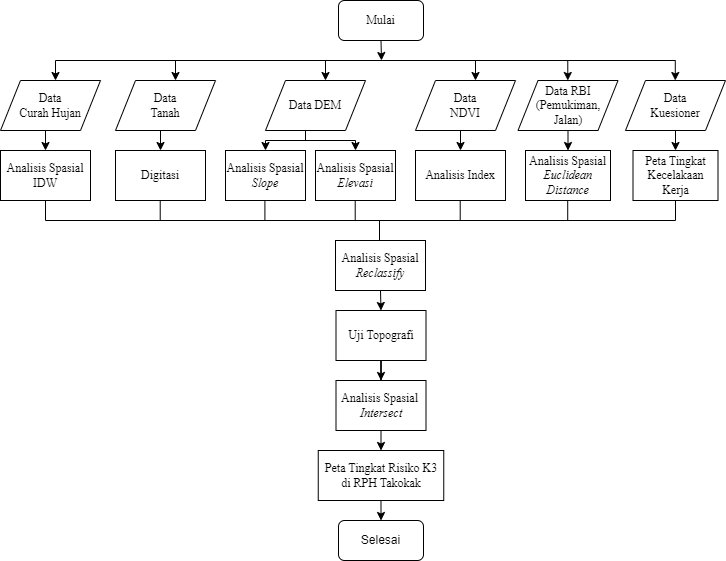 Mulai
Data
Curah Hujan
Data
Tanah
Data DEM
Data
NDVI
Data RBI
(Pemukiman,
Jalan)
Data
Kuesioner
Analisis Spasial
IDW
Digitasi
Analisis Spasial
Slope
Analisis Spasial
Elevasi
Analisis Index
Analisis Spasial
Euclidean
Distance
Peta Tingkat
Kecelakaan
Kerja
Analisis Spasial
Reclassify
Uji Topografi
Analisis Spasial
Intersect
Peta Tingkat Risiko K3
di RPH Takokak
Selesai